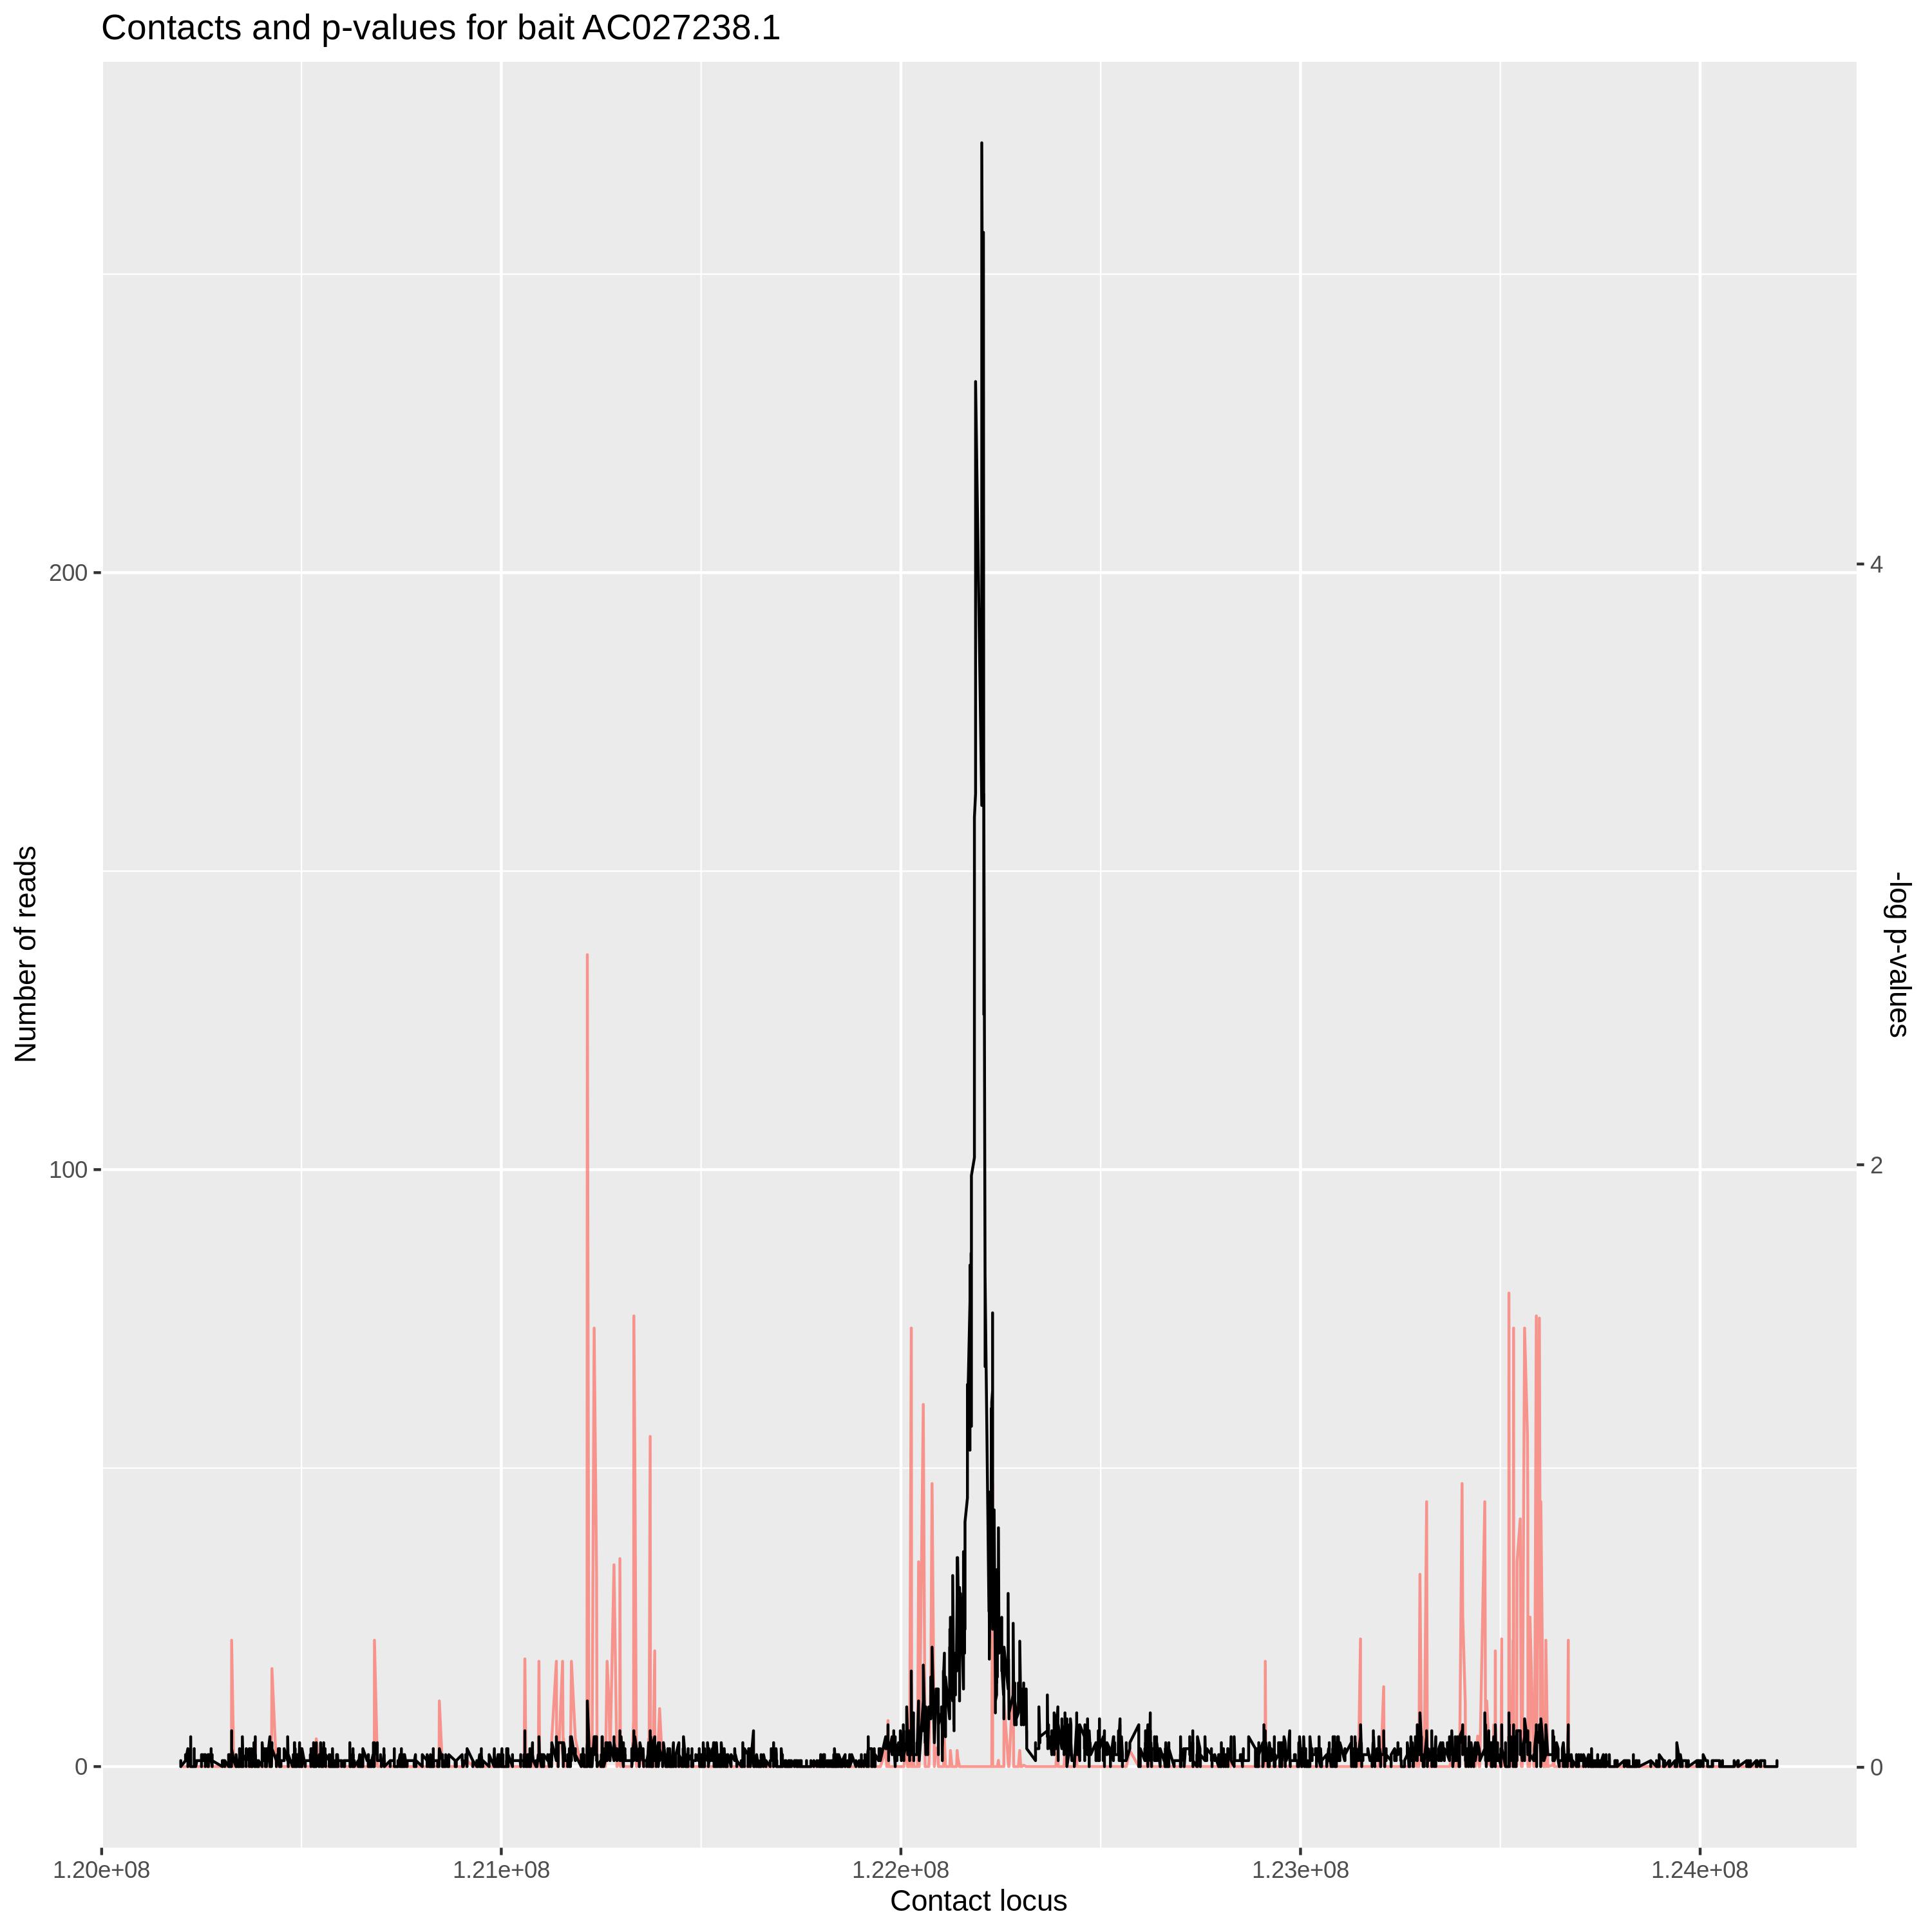 Contacts and p-values for bait AC027238.1
Number of reads
200
100
0
4
2
0
-log p-values
1.20e+08
1.21e+08
1.22e+08
1.23e+08
1.24e+08
Contact locus